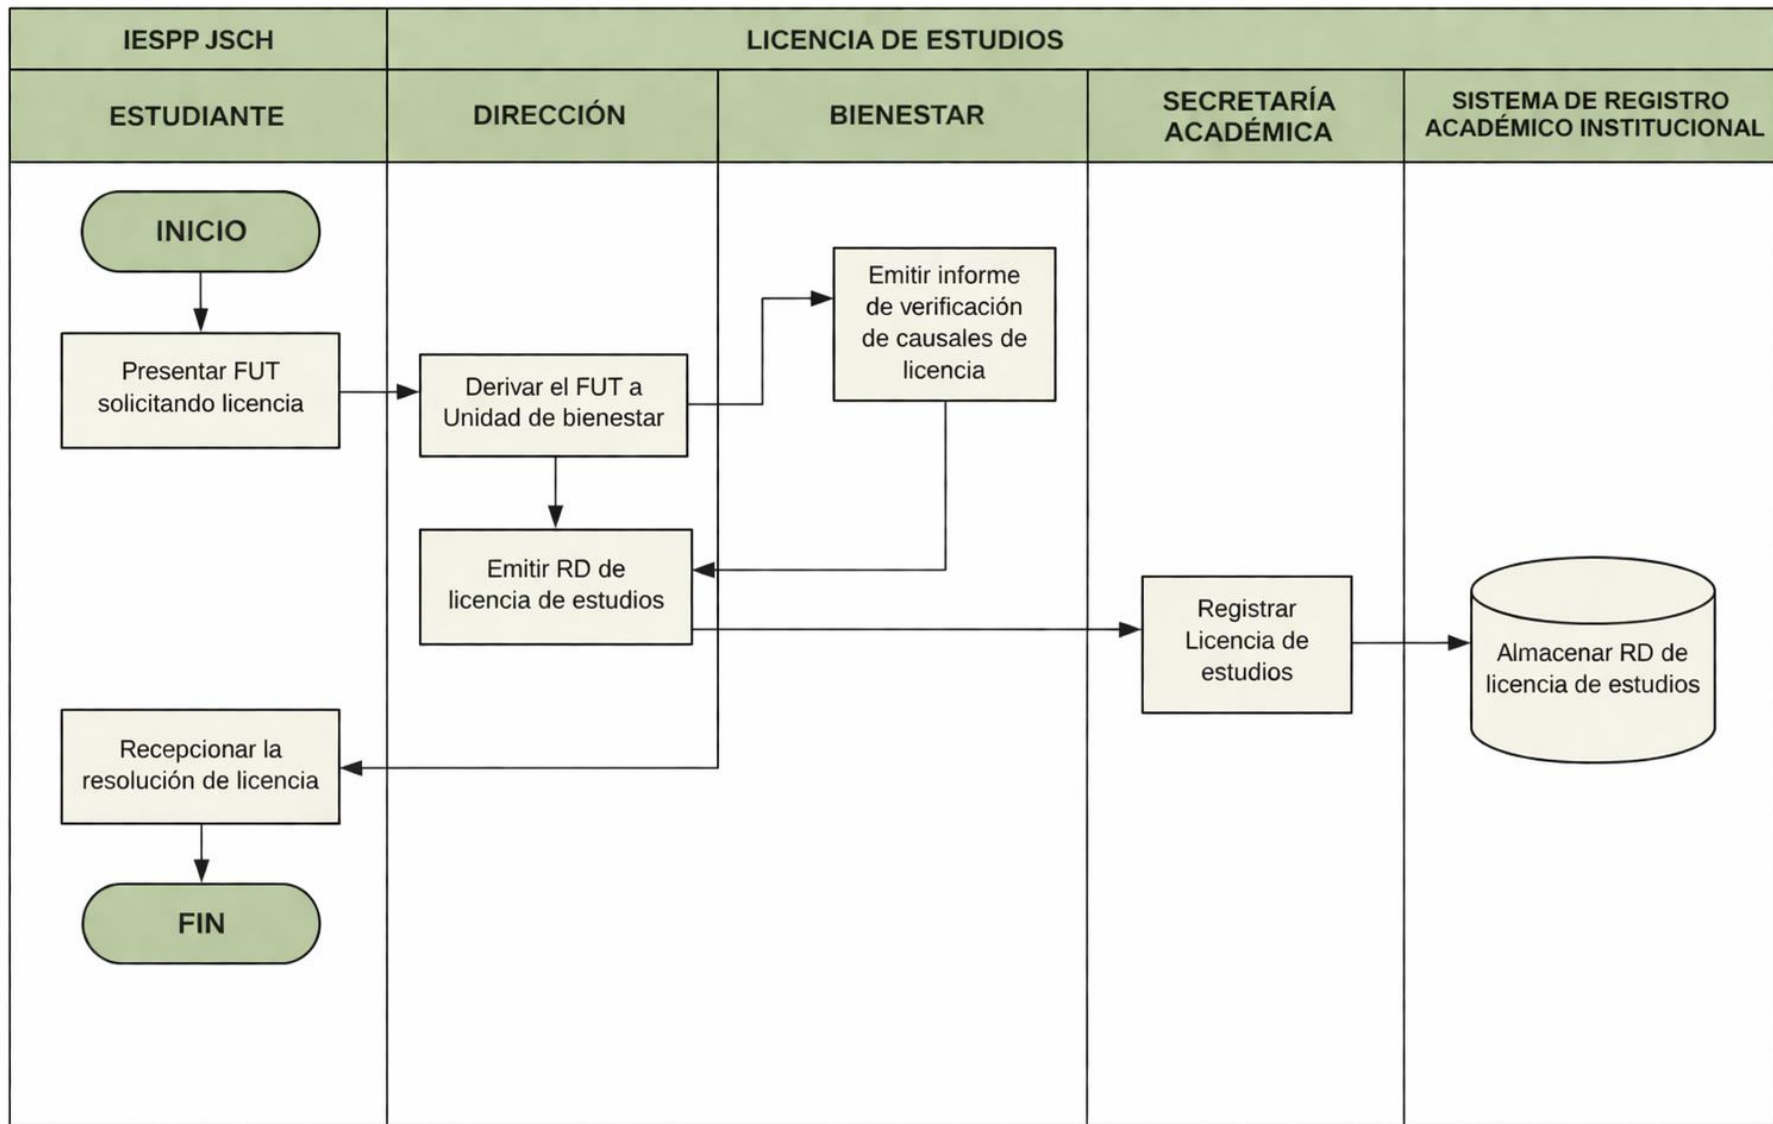 IESPP JSCH
LICENCIA DE ESTUDIOS
ESTUDIANTE
DIRECCIÓN
BIENESTAR
SECRETARÍA
ACADÉMICA
SISTEMA DE REGISTRO
ACADÉMICO INSTITUCIONAL
INICIO
Presentar FUT
solicitando licencia
Derivar el FUT a
Unidad de bienestar
Emitir informe
de verificación
de causales de
licencia
Emitir RD de
licencia de estudios
Registrar
Licencia de
estudios
Almacenar RD de
licencia de estudios
Recepcionar la
resolución de licencia
FIN